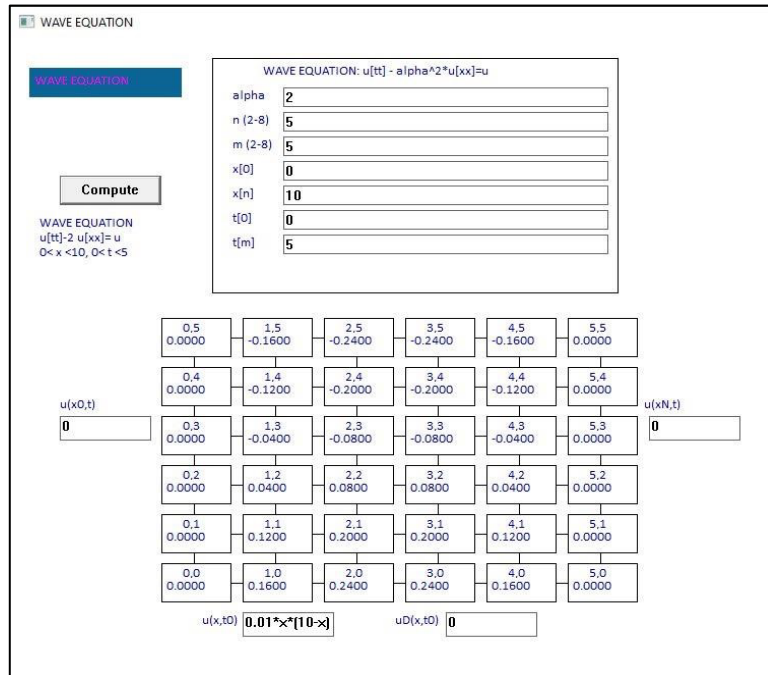 WAVE EQUATION
WAVE EQUATION
WAVE EQUATION: u[tt] - alpha^2*u[xx]=u
alpha 2
n (2-8) 5
m (2-8) 5
x[0] 0
x[n] 10
t[0] 0
t[m] 5
Compute
WAVE EQUATION
u[tt]-2 u[xx]= u
0< x <10, 0< t <5
0,5 1,5 2,5 3,5 4,5 5,5
0.0000 -0.1600 -0.2400 -0.2400 -0.1600 0.0000
0,4 1,4 2,4 3,4 4,4 5,4
0.0000 -0.1200 -0.2000 -0.2000 -0.1200 0.0000
u(x0,t) u(xN,t)
0 0
0,3 1,3 2,3 3,3 4,3 5,3
0.0000 -0.0400 -0.0800 -0.0800 -0.0400 0.0000
0,2 1,2 2,2 3,2 4,2 5,2
0.0000 0.0400 0.0800 0.0800 0.0400 0.0000
0,1 1,1 2,1 3,1 4,1 5,1
0.0000 0.1200 0.2000 0.2000 0.1200 0.0000
0,0 1,0 2,0 3,0 4,0 5,0
0.0000 0.1600 0.2400 0.2400 0.1600 0.0000
u(x,t0) 0.01*x*(10-x) uD(x,t0) 0